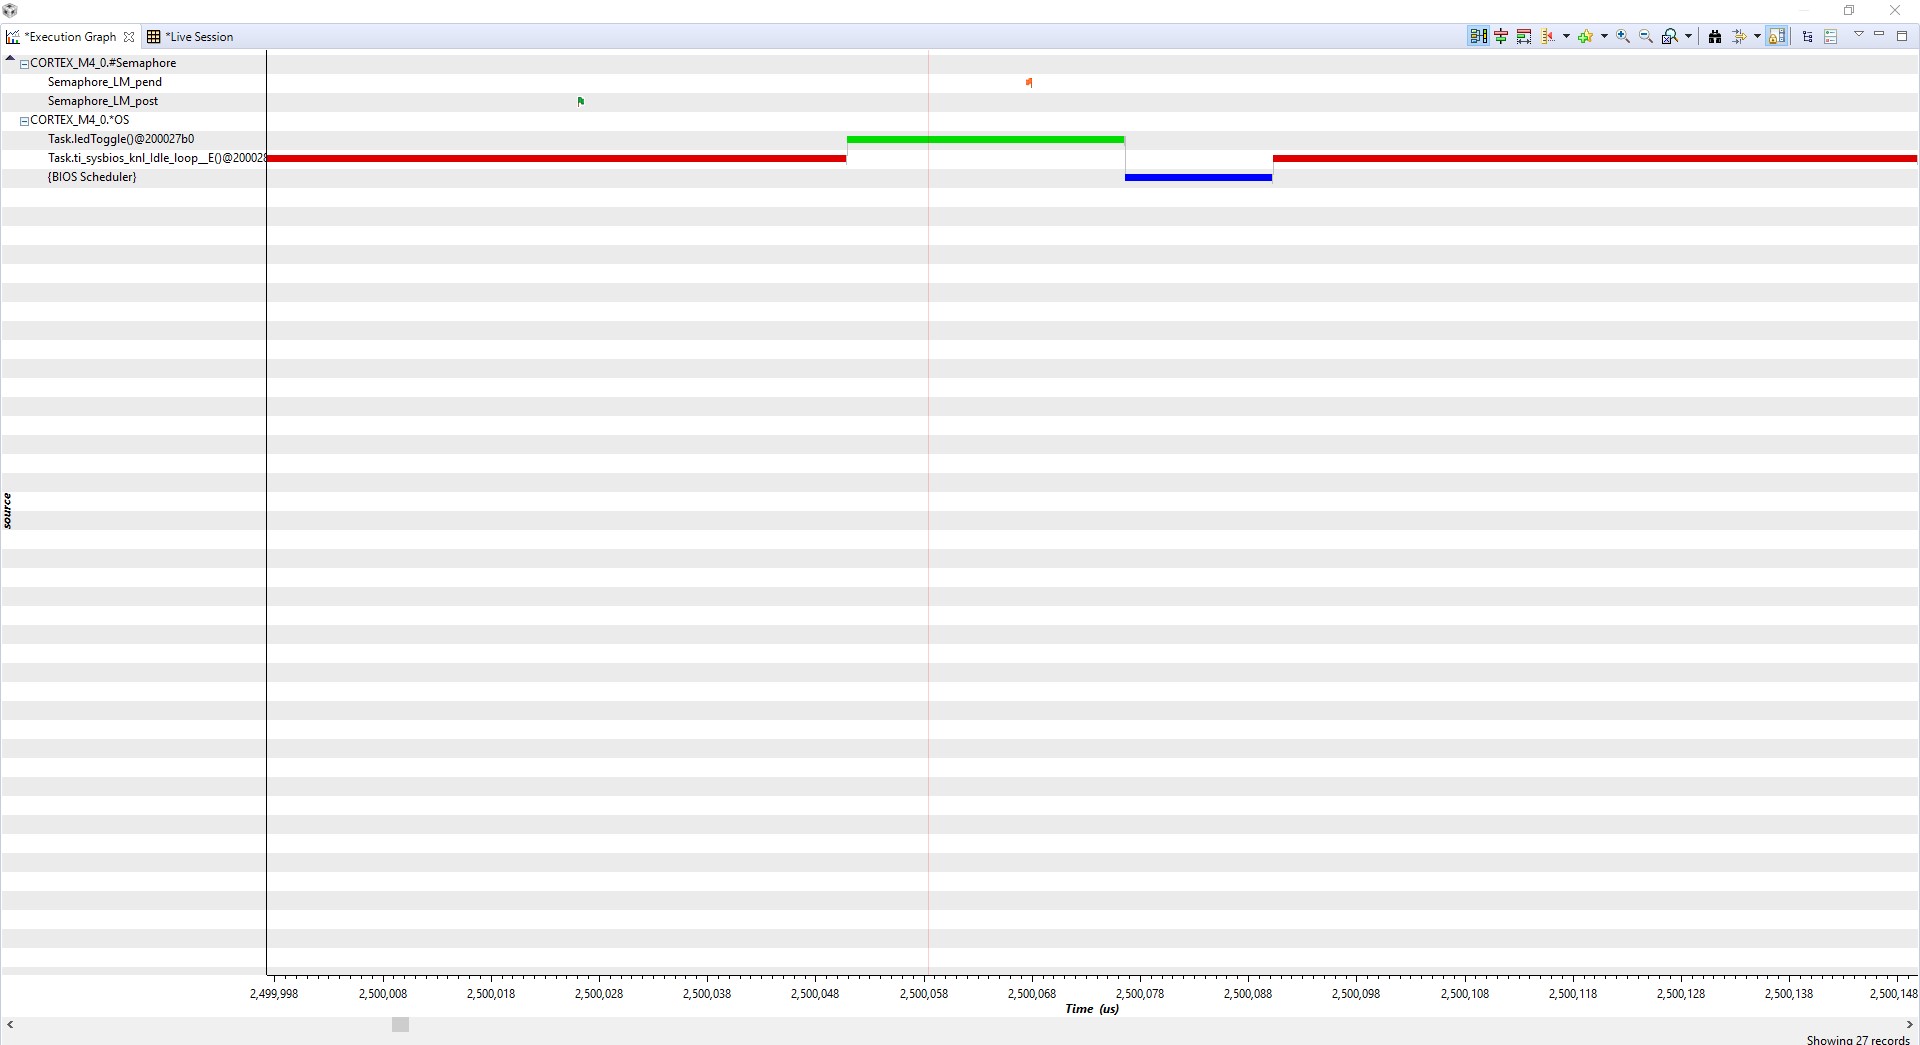 *Execution Graph
*Live Session
CORTEX_M4_0.#Semaphore
Semaphore_LM_pend
Semaphore_LM_post
CORTEX_M4_0.*OS
Task.ledToggle()@200027b0
Task.ti_sysbios_knl_Idle_loop__E()@200028
{BIOS Scheduler}
source
2,499,998 2,500,008 2,500,018 2,500,028 2,500,038 2,500,048 2,500,058 2,500,068 2,500,078 2,500,088 2,500,098 2,500,108 2,500,118 2,500,128 2,500,138 2,500,148
Time (us)
Showing 27 records